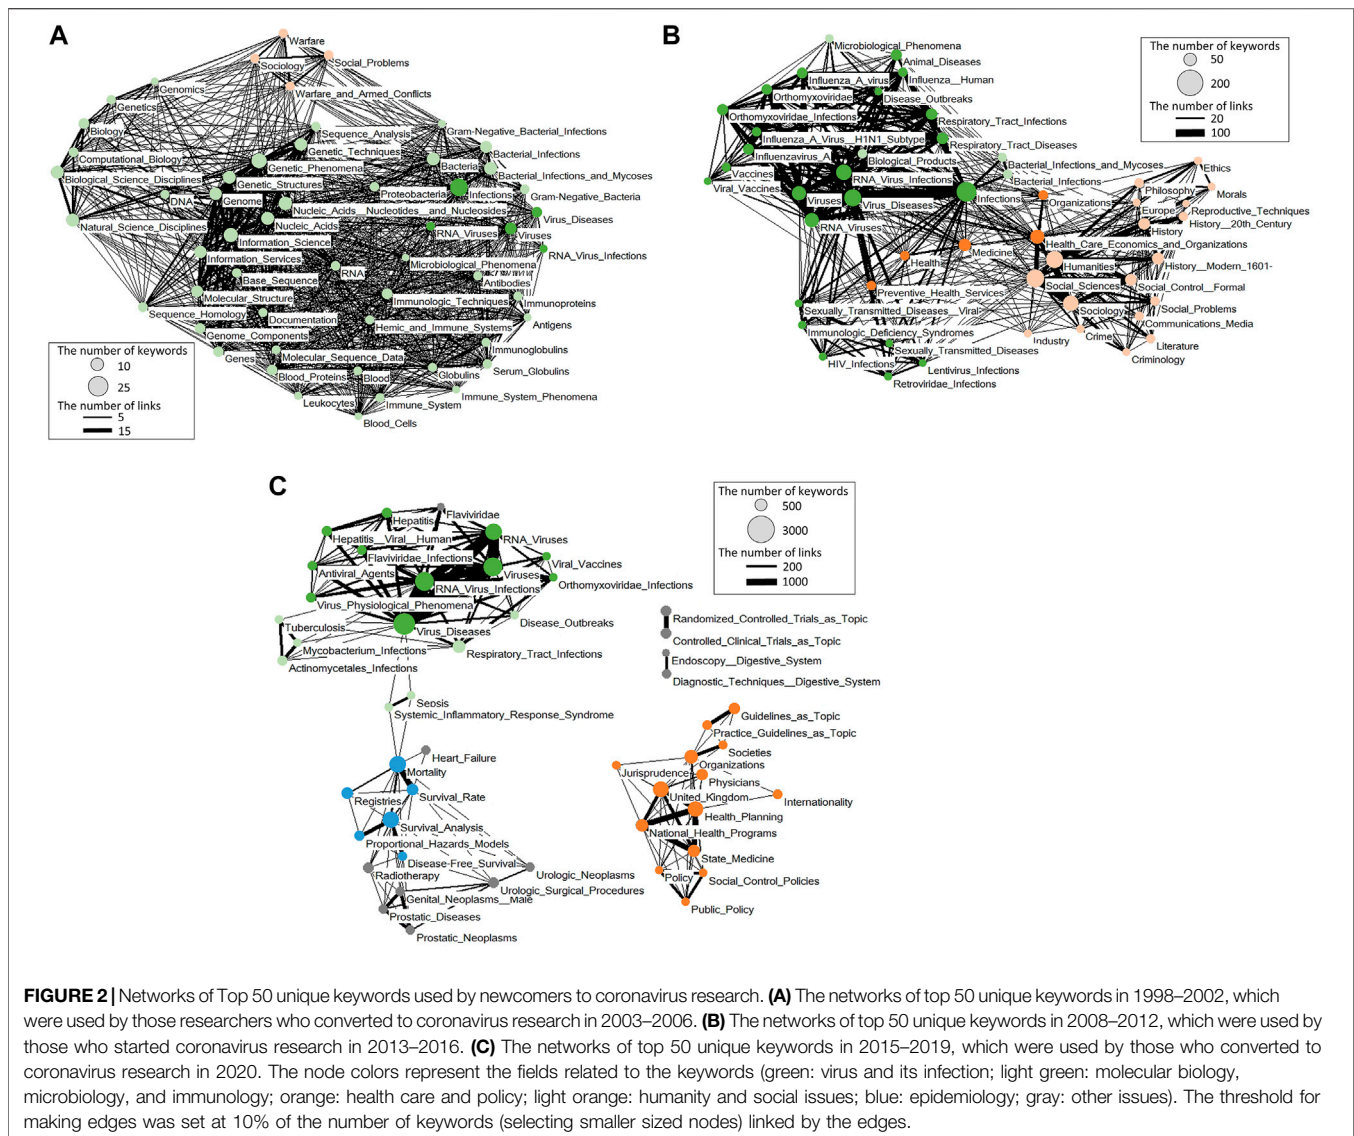 A
Warfare
Sociology
Social_Problems
Warfare_and_Armed_Conflicts
Genomics
Genetics
Biology
Sequence_Analysis
Gram-Negative_Bacterial_Infections
Genetic_Techniques
Bacterial_Infections
Computational_Biology
Genetic_Phenomena
Bacteria
Bacterial_Infections_and_Mycoses
Biological_Science_Disciplines
Genetic_Structures
Proteobacteria
Infections
Gram-Negative_Bacteria
DNA
Genome
Nucleic_Acids__Nucleotides__and_Nucleosides
Virus_Diseases
Natural_Science_Disciplines
Nucleic_Acids
RNA_Viruses
Viruses
Information_Science
RNA_Virus_Infections
Information_Services
Microbiological_Phenomena
RNA
Base_Sequence
Antibodies
Molecular_Structure
Immunologic_Techniques
Immunoproteins
Sequence_Homology
Documentation
Hemic_and_Immune_Systems
Antigens
Genome_Components
Genes
Molecular_Sequence_Data
Immunoglobulins
Blood_Proteins
Blood
Globulins
Serum_Globulins
Leukocytes
Immune_System
Immune_System_Phenomena
Blood_Cells
The number of keywords
10
25
The number of links
5
15
B
Microbiological_Phenomena
Animal_Diseases
Influenza_A_virus
Influenza__Human
Orthomyxoviridae
Disease_Outbreaks
Orthomyxoviridae_Infections
Respiratory_Tract_Infections
Influenza_A_Virus__H1N1_Subtype
Respiratory_Tract_Diseases
Influenzavirus_A
Biological_Products
Bacterial_Infections_and_Mycoses
Vaccines
RNA_Virus_Infections
Bacterial_Infections
Viral_Vaccines
Viruses
Virus_Diseases
Infections
Organizations
RNA_Viruses
Ethics
Philosophy
Morals
Europe
Reproductive_Techniques
History__20th_Century
History
Health_Care_Economics_and_Organizations
Medicine
Health
Humanities
History__Modern_1601-
Preventive_Health_Services
Social_Sciences
Social_Control__Formal
Sexually_Transmitted_Diseases__Viral
Sociology
Social_Problems
Immunologic_Deficiency_Syndromes
Communications_Media
Industry
Crime
Literature
Sexually_Transmitted_Diseases
Criminology
HIV_Infections
Lentivirus_Infections
Retroviridae_Infections
The number of keywords
50
200
The number of links
20
100
C
Hepatitis
Flaviviridae
Hepatitis__Viral__Human
RNA_Viruses
Flaviviridae_Infections
Viral_Vaccines
Antiviral_Agents
Viruses
RNA_Virus_Infections
Orthomyxoviridae_Infections
Virus_Physiological_Phenomena
Tuberculosis
Virus_Diseases
Disease_Outbreaks
Mycobacterium_Infections
Respiratory_Tract_Infections
Actinomycetales_Infections
Sepsis
Systemic_Inflammatory_Response_Syndrome
Heart_Failure
Mortality
Registries
Survival_Rate
Survival_Analysis
Proportional_Hazards_Models
Disease-Free_Survival
Radiotherapy
Urologic_Neoplasms
Urologic_Surgical_Procedures
Genital_Neoplasms__Male
Prostatic_Diseases
Prostatic_Neoplasms
The number of keywords
500
3000
The number of links
200
1000
Randomized_Controlled_Trials_as_Topic
Controlled_Clinical_Trials_as_Topic
Endoscopy__Digestive_System
Diagnostic_Techniques__Digestive_System
Guidelines_as_Topic
Practice_Guidelines_as_Topic
Societies
Organizations
Jurisprudence
Physicians
United_Kingdom
Internationality
Health_Planning
National_Health_Programs
State_Medicine
Policy
Social_Control_Policies
Public_Policy
FIGURE 2 | Networks of Top 50 unique keywords used by newcomers to coronavirus research. (A) The networks of top 50 unique keywords in 1998–2002, which
were used by those researchers who converted to coronavirus research in 2003–2006. (B) The networks of top 50 unique keywords in 2008–2012, which were used by
those who started coronavirus research in 2013–2016. (C) The networks of top 50 unique keywords in 2015–2019, which were used by those who converted to
coronavirus research in 2020. The node colors represent the fields related to the keywords (green: virus and its infection; light green: molecular biology,
microbiology, and immunology; orange: health care and policy; light orange: humanity and social issues; blue: epidemiology; gray: other issues). The threshold for
making edges was set at 10% of the number of keywords (selecting smaller sized nodes) linked by the edges.